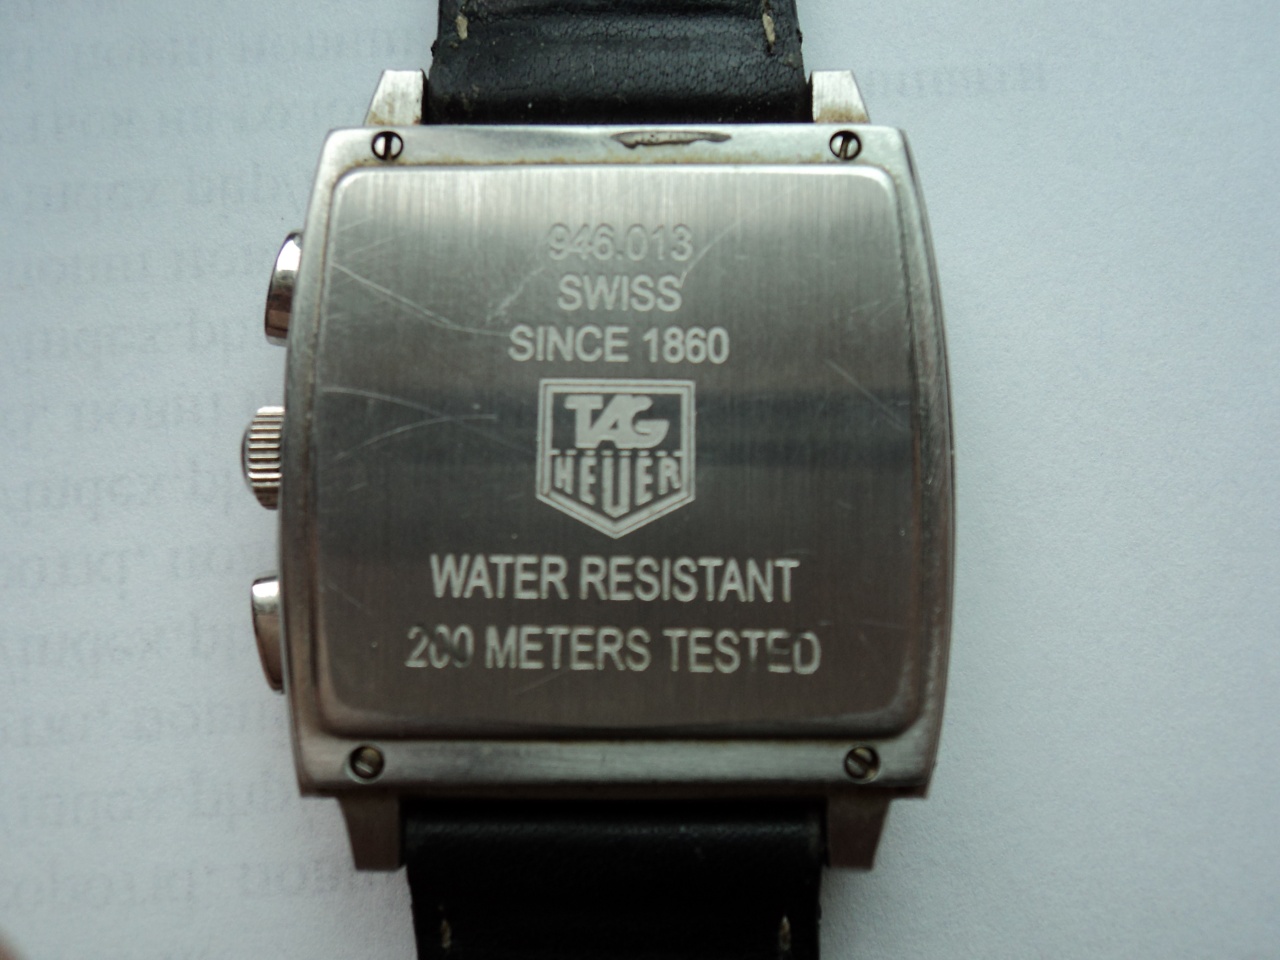 946.013
SWISS
SINCE 1860
TAG
HEUER
WATER RESISTANT
200 METERS TESTED